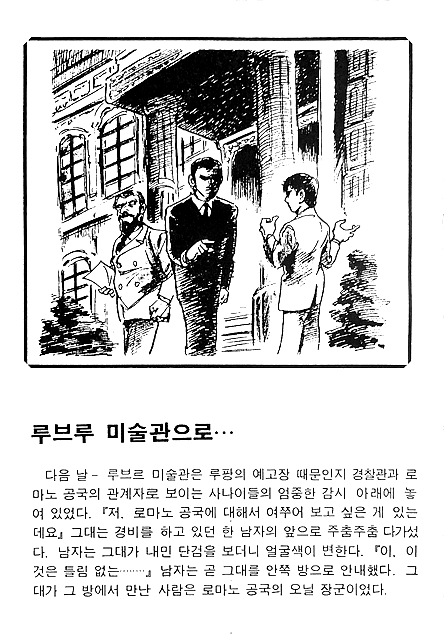 루브루 미술관으로…
다음 날 – 루브르 미술관은 루팡의 예고장 때문인지 경찰관과 로
마노 공국의 관계자로 보이는 사나이들의 엄중한 감시 아래에 놓
여 있었다. 『저, 로마노 공국에 대해서 여쭈어 보고 싶은 게 있는
데요』 그대는 경비를 하고 있던 한 남자의 앞으로 주춤주춤 다가섰
다. 남자는 그대가 내민 단검을 보더니 얼굴색이 변한다. 『이, 이
것은 틀림 없는………』 남자는 곧 그대를 안쪽 방으로 안내했다. 그
대가 그 방에서 만난 사람은 로마노 공국의 오닐 장군이었다.